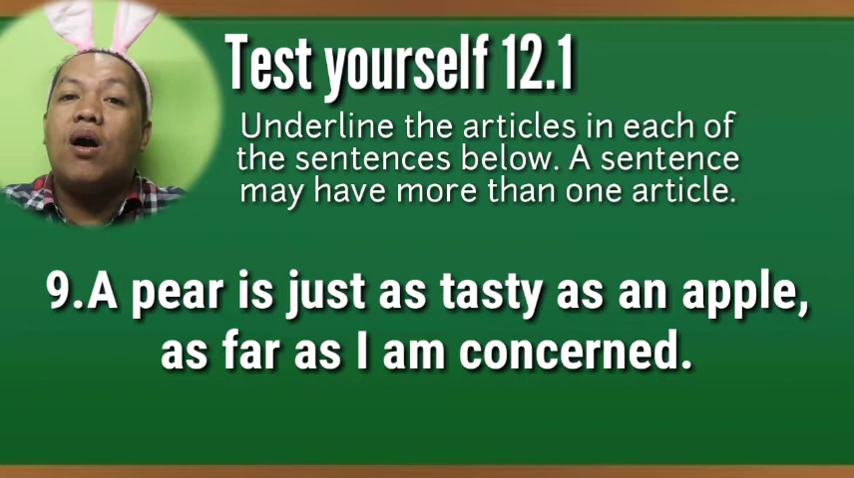 Test yourself 12.1
Underline the articles in each of
the sentences below. A sentence
may have more than one article.
9.A pear is just as tasty as an apple,
as far as I am concerned.